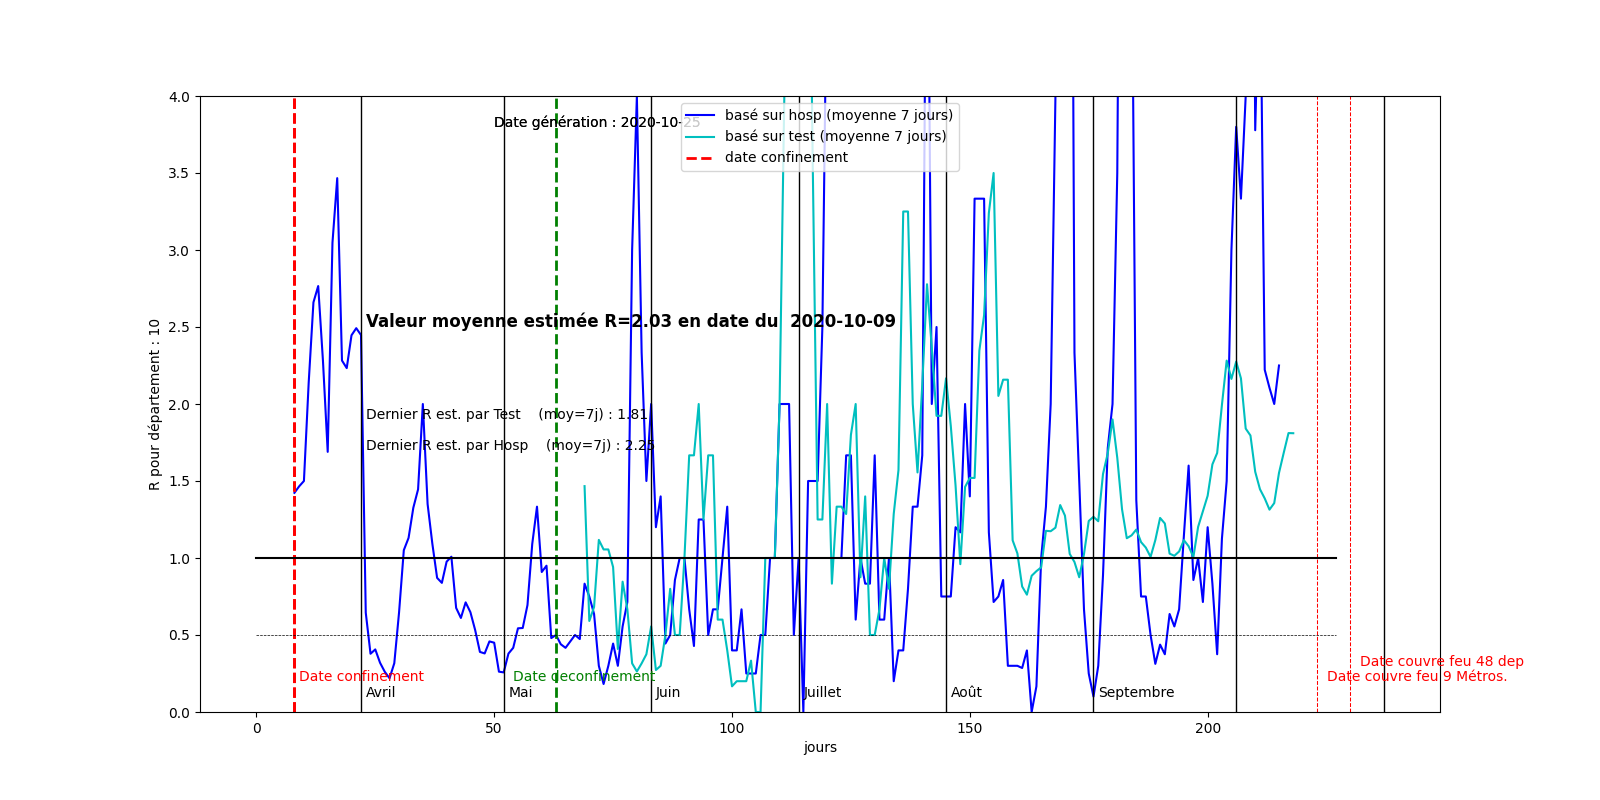 Date génération : 2020-10-25
basé sur hosp (moyenne 7 jours)
basé sur test (moyenne 7 jours)
date confinement
4.0
3.5
3.0
2.5
2.0
1.5
1.0
0.5
0.0
R pour département : 10
Valeur moyenne estimée R=2.03 en date du  2020-10-09
Dernier R est. par Test    (moy=7j) : 1.81
Dernier R est. par Hosp    (moy=7j) : 2.25
Date couvre feu 48 dep
Date confinement
Date deconfinement
Date couvre feu 9 Métros.
Avril
Mai
Juin
Juillet
Août
Septembre
0
50
100
150
200
jours